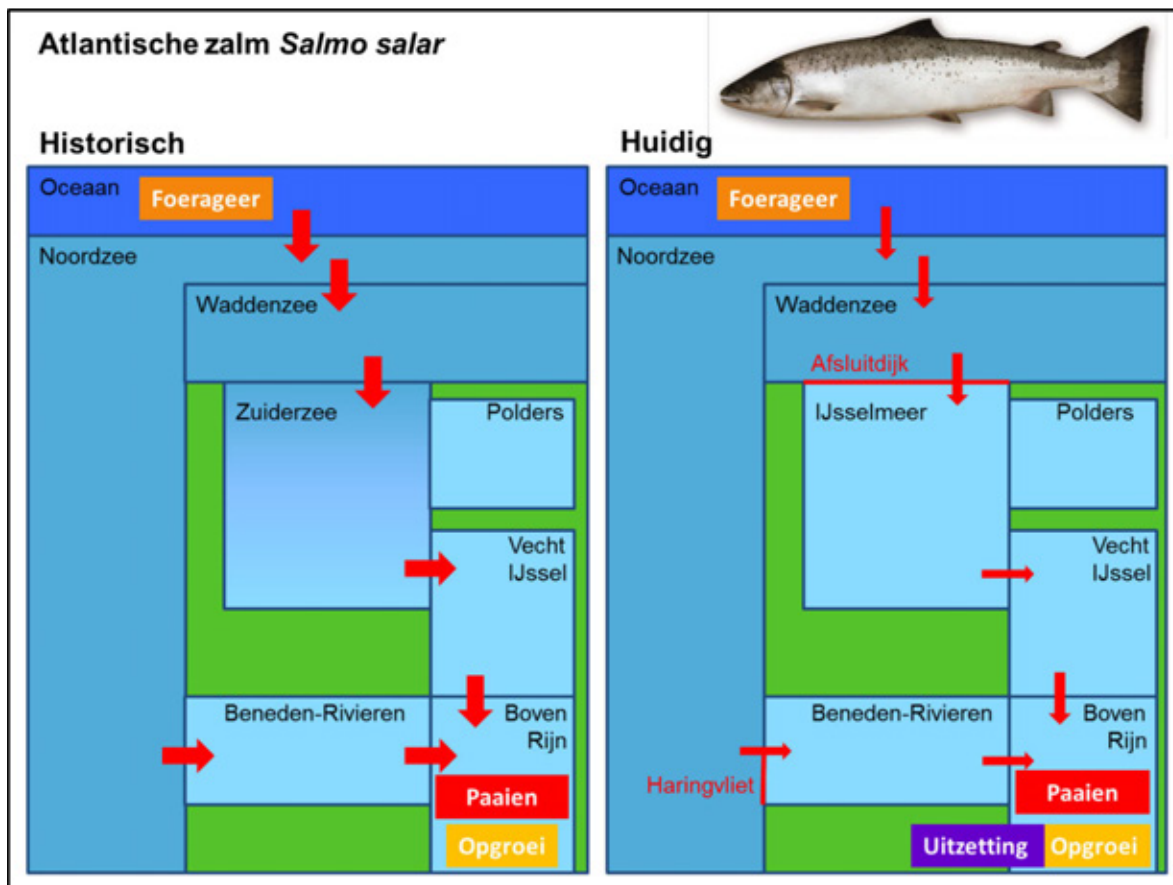 Atlantische zalm Salmo salar
Historisch
Oceaan
Foerageer
Noordzee
Waddenzee
Zuiderzee
Polders
Vecht
IJssel
Beneden-Rivieren
Boven
Rijn
Paaien
Opgroei
Huidig
Oceaan
Foerageer
Noordzee
Waddenzee
Afsluitdijk
IJsselmeer
Polders
Vecht
IJssel
Beneden-Rivieren
Boven
Rijn
Haringvliet
Paaien
Uitzetting
Opgroei